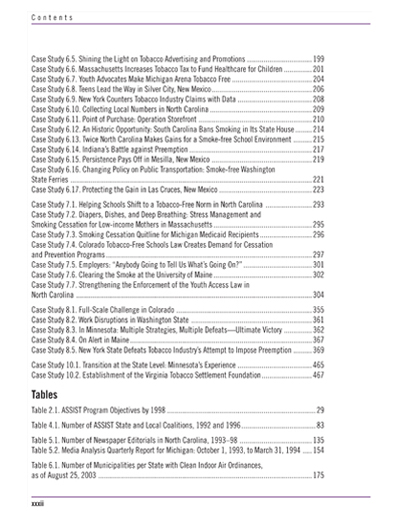 Contents
Case Study 6.5. Shining the Light on Tobacco Advertising and Promotions ............................ 199
Case Study 6.6. Massachusetts Increases Tobacco Tax to Fund Healthcare for Children ............ 201
Case Study 6.7. Youth Advocates Make Michigan Arena Tobacco Free ................................... 204
Case Study 6.8. Teens Lead the Way in Silver City, New Mexico........................................... 206
Case Study 6.9. New York Counters Tobacco Industry Claims with Data ................................ 208
Case Study 6.10. Collecting Local Numbers in North Carolina ............................................ 209
Case Study 6.11. Point of Purchase: Operation Storefront ................................................. 210
Case Study 6.12. An Historic Opportunity: South Carolina Bans Smoking in Its State House ....... 214
Case Study 6.13. Twice North Carolina Makes Gains for a Smoke-free School Environment ........ 215
Case Study 6.14. Indiana's Battle against Preemption ...................................................... 217
Case Study 6.15. Persistence Pays Off in Mesilla, New Mexico ........................................... 219
Case Study 6.16. Changing Policy on Public Transportation: Smoke-free Washington
State Ferries ........................................................................................................ 221
Case Study 6.17. Protecting the Gain in Las Cruces, New Mexico ........................................ 223
Case Study 7.1. Helping Schools Shift to a Tobacco-Free Norm in North Carolina .................... 293
Case Study 7.2. Diapers, Dishes, and Deep Breathing: Stress Management and
Smoking Cessation for Low-income Mothers in Massachusetts ........................................... 295
Case Study 7.3. Smoking Cessation Quitline for Michigan Medicaid Recipients ....................... 296
Case Study 7.4. Colorado Tobacco-Free Schools Law Creates Demand for Cessation
and Prevention Programs ......................................................................................... 297
Case Study 7.5. Employers: "Anybody Going to Tell Us What's Going On?" .............................. 301
Case Study 7.6. Clearing the Smoke at the University of Maine ........................................... 302
Case Study 7.7. Strengthening the Enforcement of the Youth Access Law in
North Carolina ...................................................................................................... 304
Case Study 8.1. Full-Scale Challenge in Colorado ........................................................... 355
Case Study 8.2. Work Disruptions in Washington State ..................................................... 361
Case Study 8.3. In Minnesota: Multiple Strategies, Multiple Defeats—Ultimate Victory ............ 362
Case Study 8.4. On Alert in Maine............................................................................... 367
Case Study 8.5. New York State Defeats Tobacco Industry's Attempt to Impose Preemption ........ 369
Case Study 10.1. Transition at the State Level: Minnesota's Experience ................................ 465
Case Study 10.2. Establishment of the Virginia Tobacco Settlement Foundation ...................... 467
Tables
Table 2.1. ASSIST Program Objectives by 1998 ............................................................... 29
Table 4.1. Number of ASSIST State and Local Coalitions, 1992 and 1996................................ 83
Table 5.1. Number of Newspaper Editorials in North Carolina, 1993–98 ................................ 135
Table 5.2. Media Analysis Quarterly Report for Michigan: October 1, 1993, to March 31, 1994 ..... 154
Table 6.1. Number of Municipalities per State with Clean Indoor Air Ordinances,
as of August 25, 2003 ............................................................................................. 175
xxxii